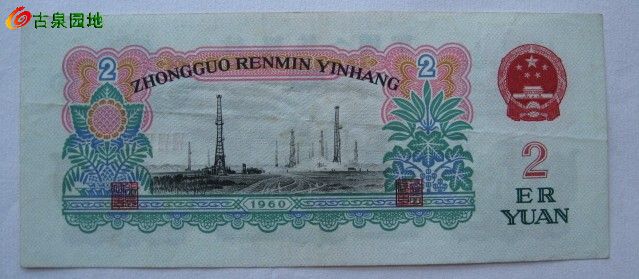 古泉园地
2
2
ZHONGGUO RENMIN YINHANG
2
ER
YUAN
1960